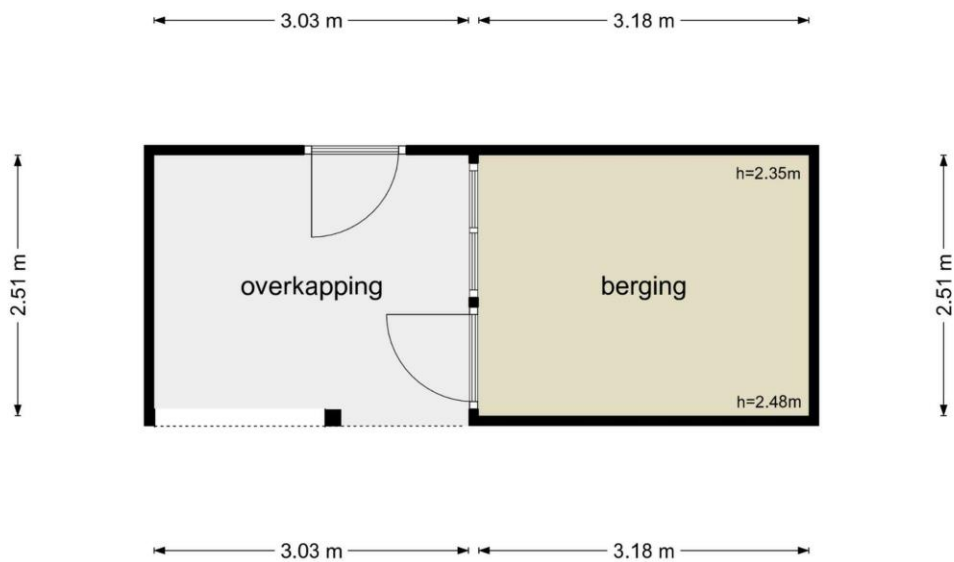 3.03 m
3.18 m
h=2.35m
2.51 m
overkapping
berging
2.51 m
h=2.48m
3.03 m
3.18 m